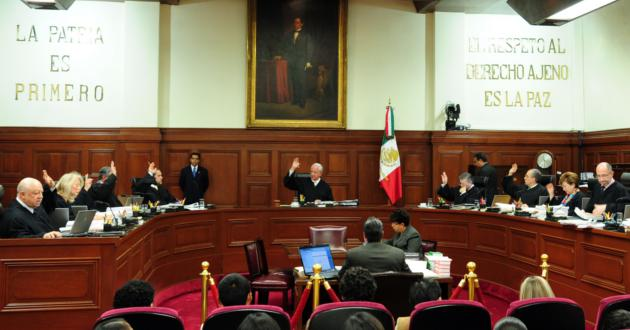 LA PATRIA
ES
PRIMERO
EL RESPETO AL
DERECHO AJENO
ES LA PAZ